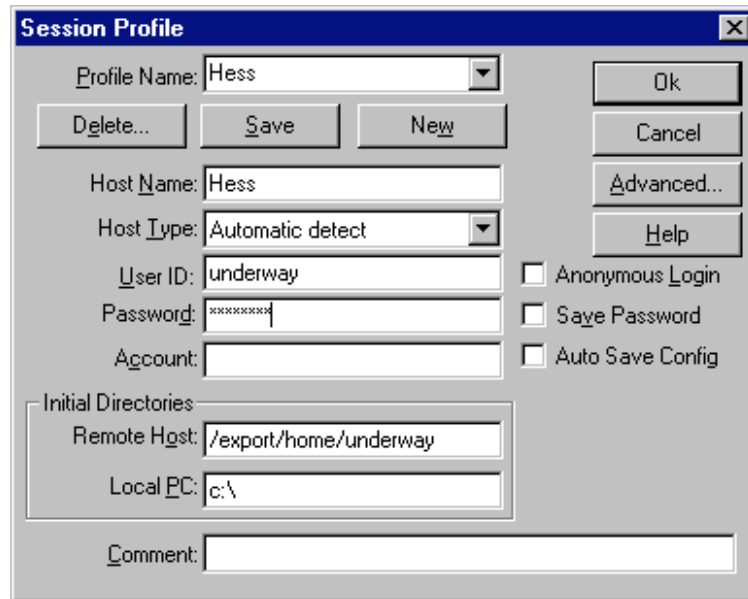 Session Profile
Profile Name: Hess
Ok
Delete... Save New
Cancel
Host Name: Hess
Advanced...
Host Type: Automatic detect
Help
User ID: underway
Anonymous Login
Password: ********
Save Password
Account:
Auto Save Config
Initial Directories
Remote Host: /export/home/underway
Local PC: c:\
Comment: